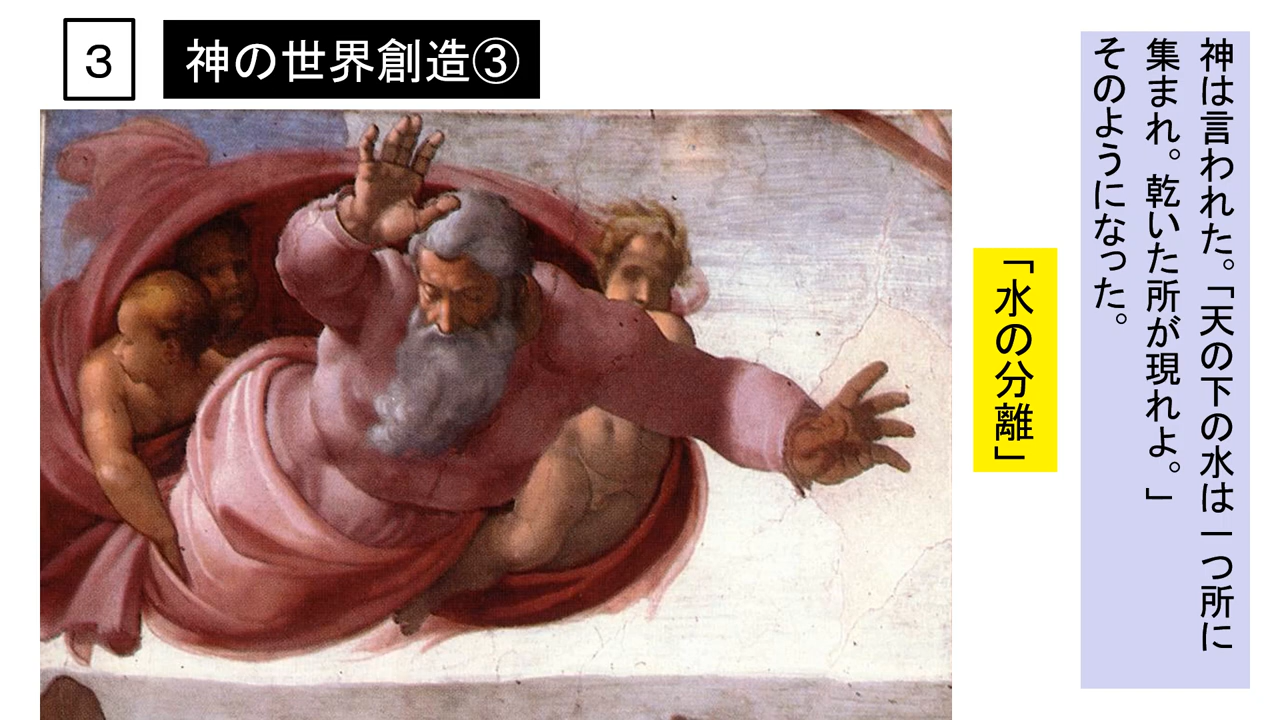 3
神の世界創造③
神は言われた。「天の下の水は一つ所に
集まれ。乾いた所が現れよ。」
そのようになった。
「水の分離」